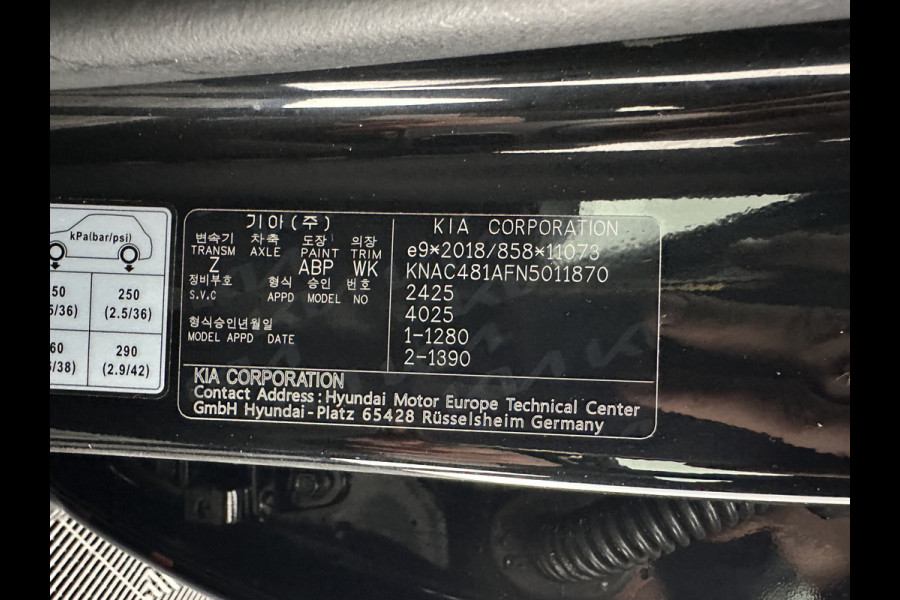 kPa(bar/psi)
250
(2.5/36)
290
(2.9/42)
기아(주)
변속기 차축 도장 의장
TRANSM AXLE PAINT TRIM
Z ABP WK
정비부호 형식 승인 번호
S.V.C APPD MODEL NO
형식승인년월일
MODEL APPD DATE
KIA CORPORATION
e9*2018/858*11073
KNAC481AFN5011870
2425
4025
1-1280
2-1390
KIA CORPORATION
Contact Address : Hyundai Motor Europe Technical Center
GmbH Hyundai-Platz 65428 Rüsselsheim Germany